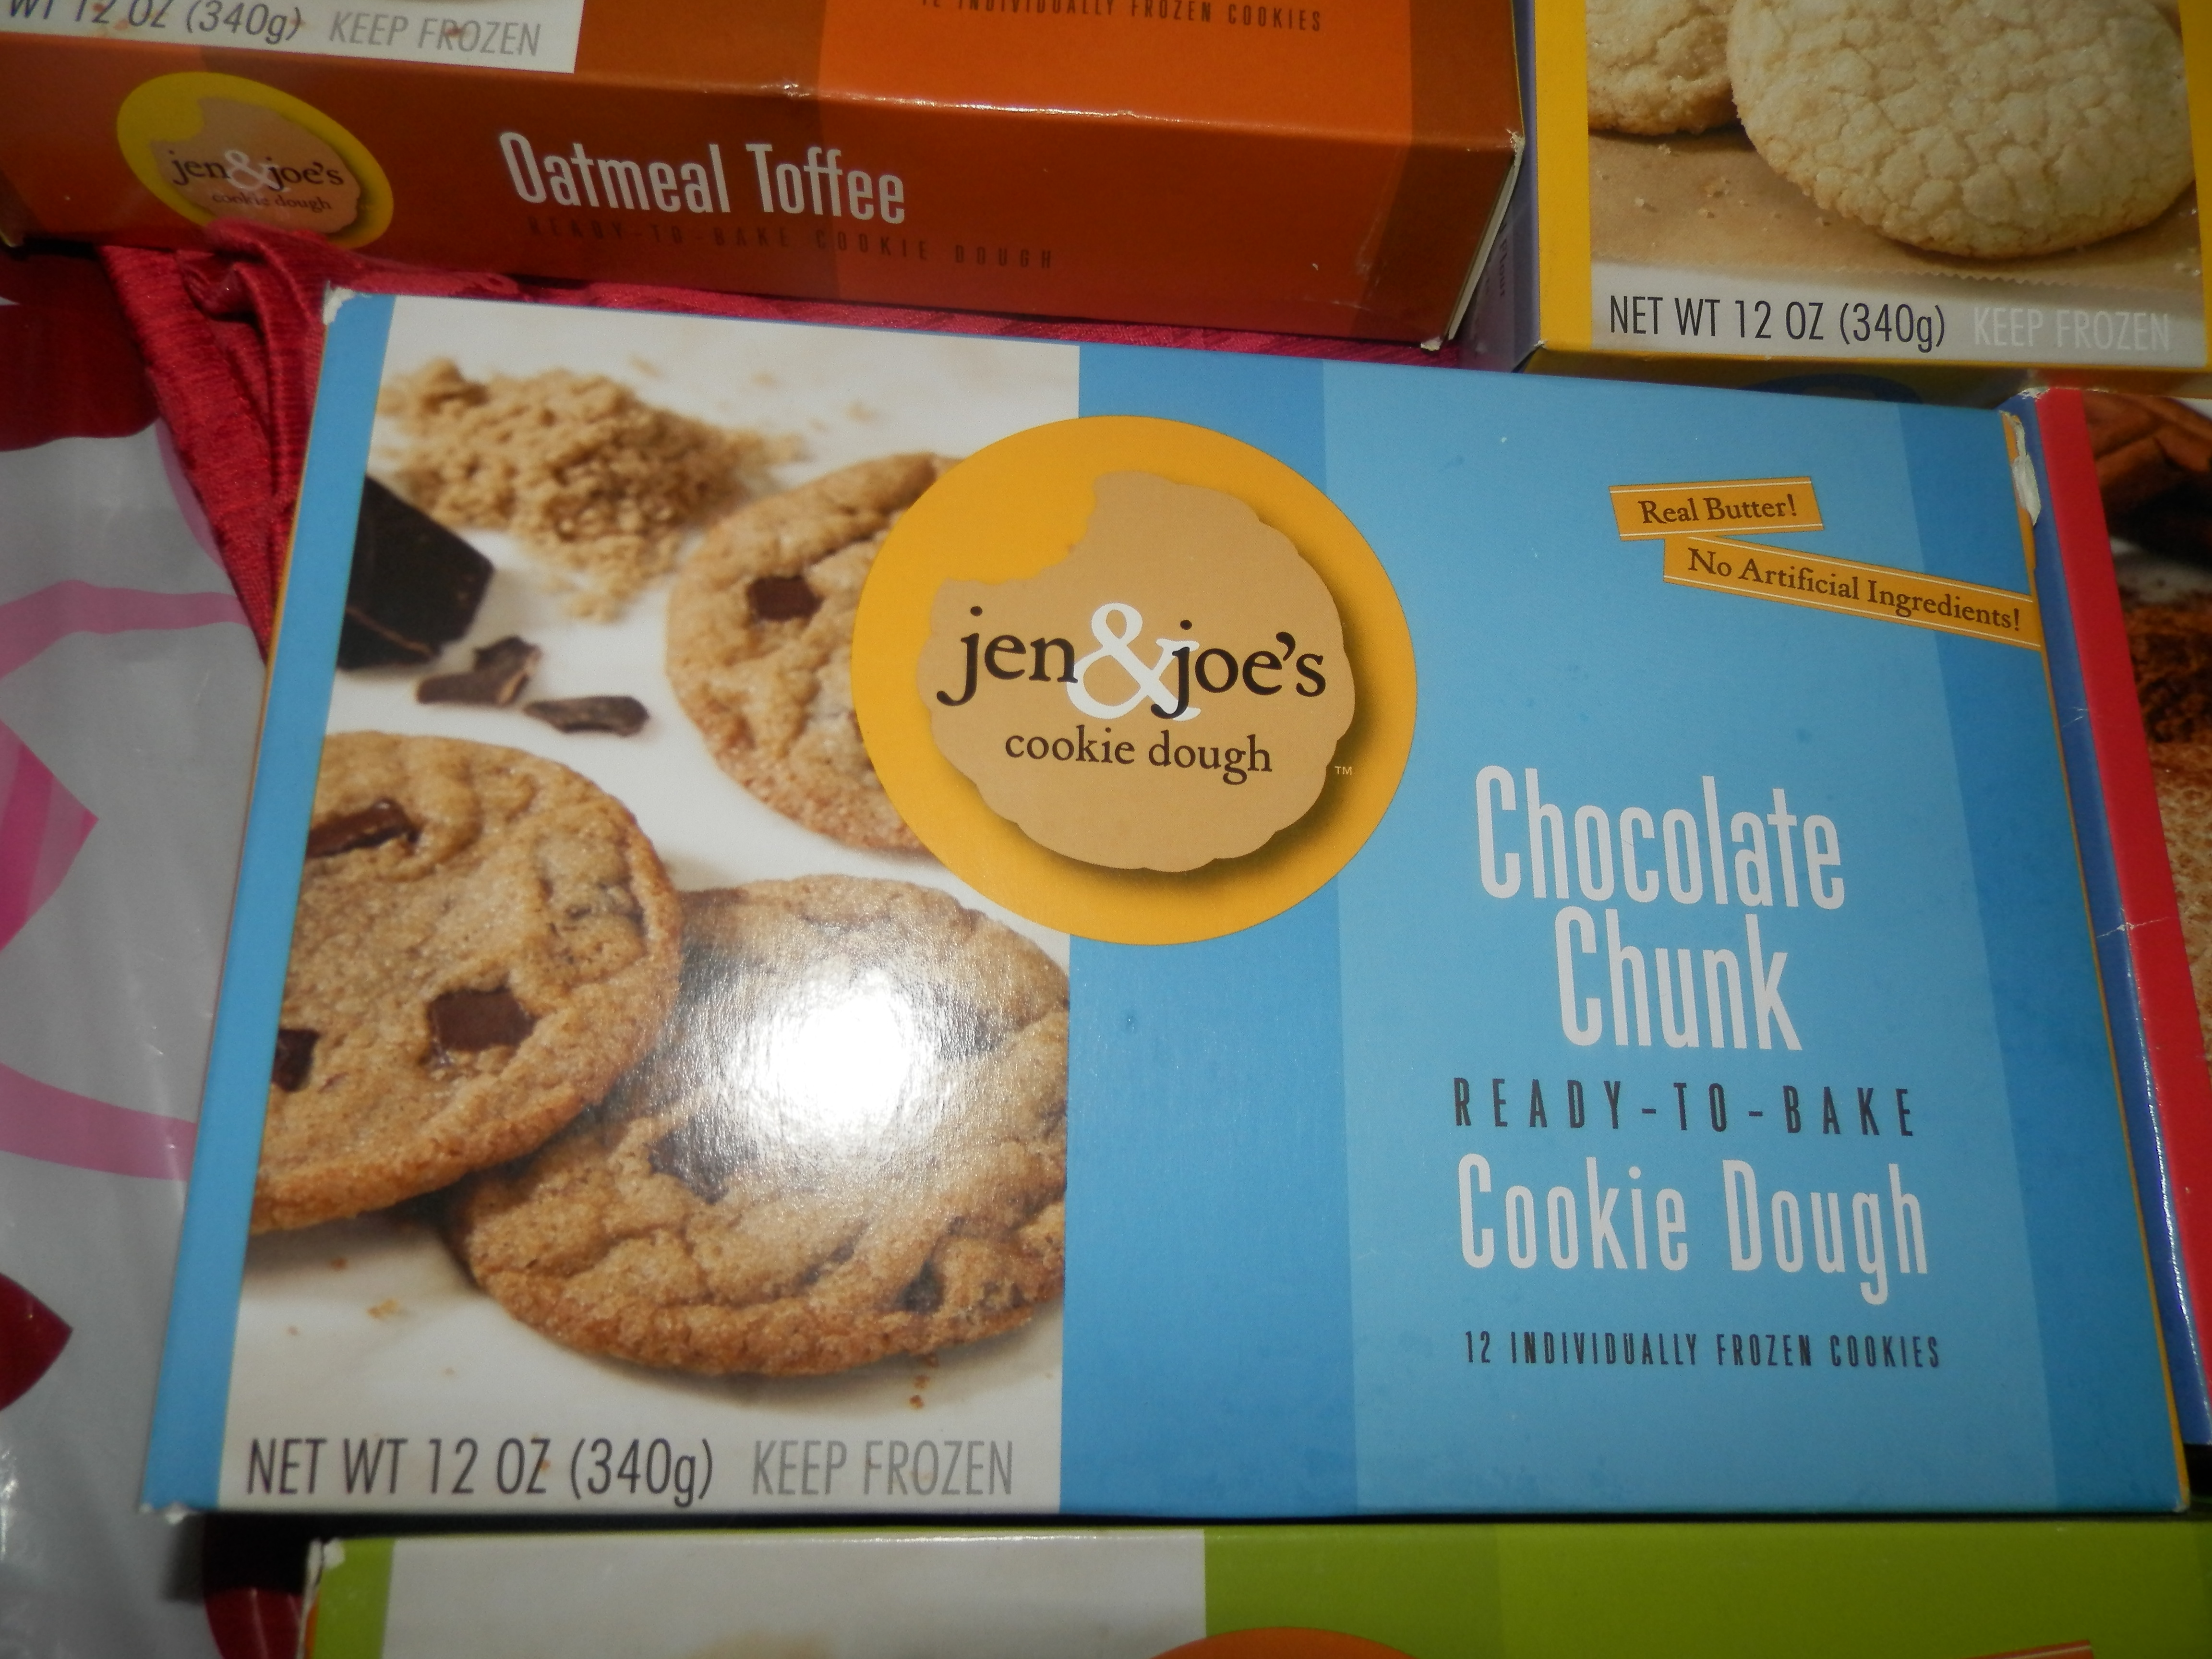 WT 12 OZ (340g) KEEP FROZEN
12 INDIVIDUALLY FROZEN COOKIES
jen&joe's
cookie dough
Oatmeal Toffee
READY-TO-BAKE COOKIE DOUGH
NET WT 12 OZ (340g) KEEP FROZEN
Real Butter!
No Artificial Ingredients!
jen&joe's
cookie dough
TM
Chocolate
Chunk
READY-TO-BAKE
Cookie Dough
12 INDIVIDUALLY FROZEN COOKIES
NET WT 12 OZ (340g) KEEP FROZEN